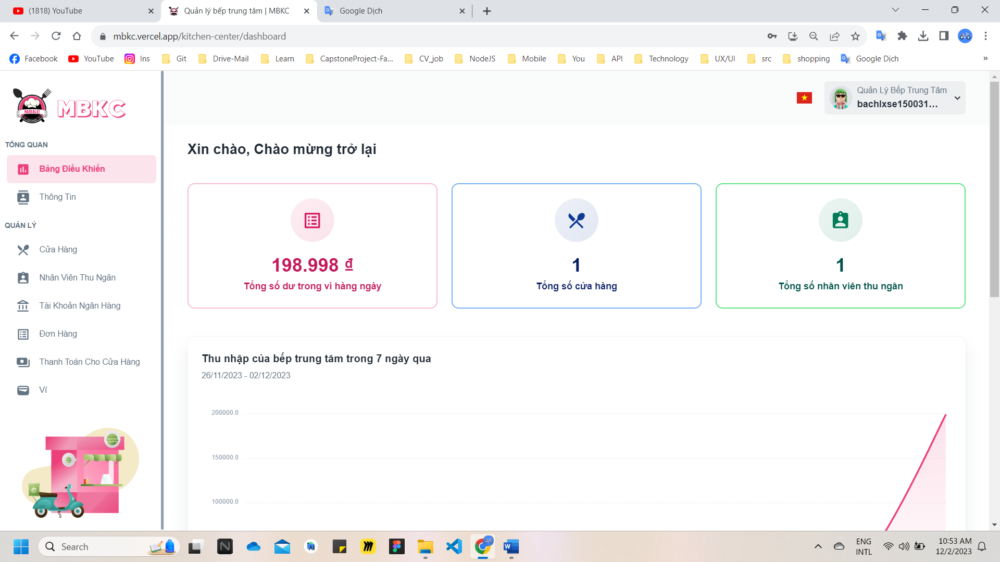 (1818) YouTube
Quản lý bếp trung tâm | MBKC
Google Dịch
mbkc.vercel.app/kitchen-center/dashboard
Facebook
YouTube
Ins
Git
Drive-Mail
Learn
CapstoneProject-Fa...
CV_job
NodeJS
Mobile
You
API
Technology
UX/UI
src
shopping
Google Dịch
»
MBKC
MBKC
Quản Lý Bếp Trung Tâm
bachlxse150031...
TỔNG QUAN
Bảng Điều Khiển
Thông Tin
QUẢN LÝ
Cửa Hàng
Nhân Viên Thu Ngân
Tài Khoản Ngân Hàng
Đơn Hàng
Thanh Toán Cho Cửa Hàng
Ví
Xin chào, Chào mừng trở lại
198.998 ₫
Tổng số dư trong ví hàng ngày
1
Tổng số cửa hàng
1
Tổng số nhân viên thu ngân
Thu nhập của bếp trung tâm trong 7 ngày qua
26/11/2023 - 02/12/2023
200000.0
150000.0
100000.0
Search
ENG
INTL
10:53 AM
12/2/2023